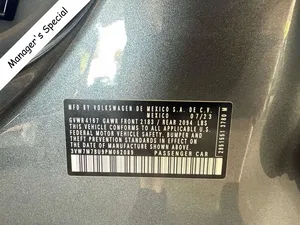 Manager's Special
MFD BY VOLKSWAGEN DE MEXICO S.A. DE C.V.
MEXICO 07/23
GVWR 4167 GAWR FRONT 2183 / REAR 2094 LBS
THIS VEHICLE CONFORMS TO ALL APPLICABLE U.S.
FEDERAL MOTOR VEHICLE SAFETY, BUMPER, AND
THEFT PREVENTION STANDARDS IN EFFECT ON THE
DATE OF MANUFACTURE SHOWN ABOVE.
PASSENGER CAR